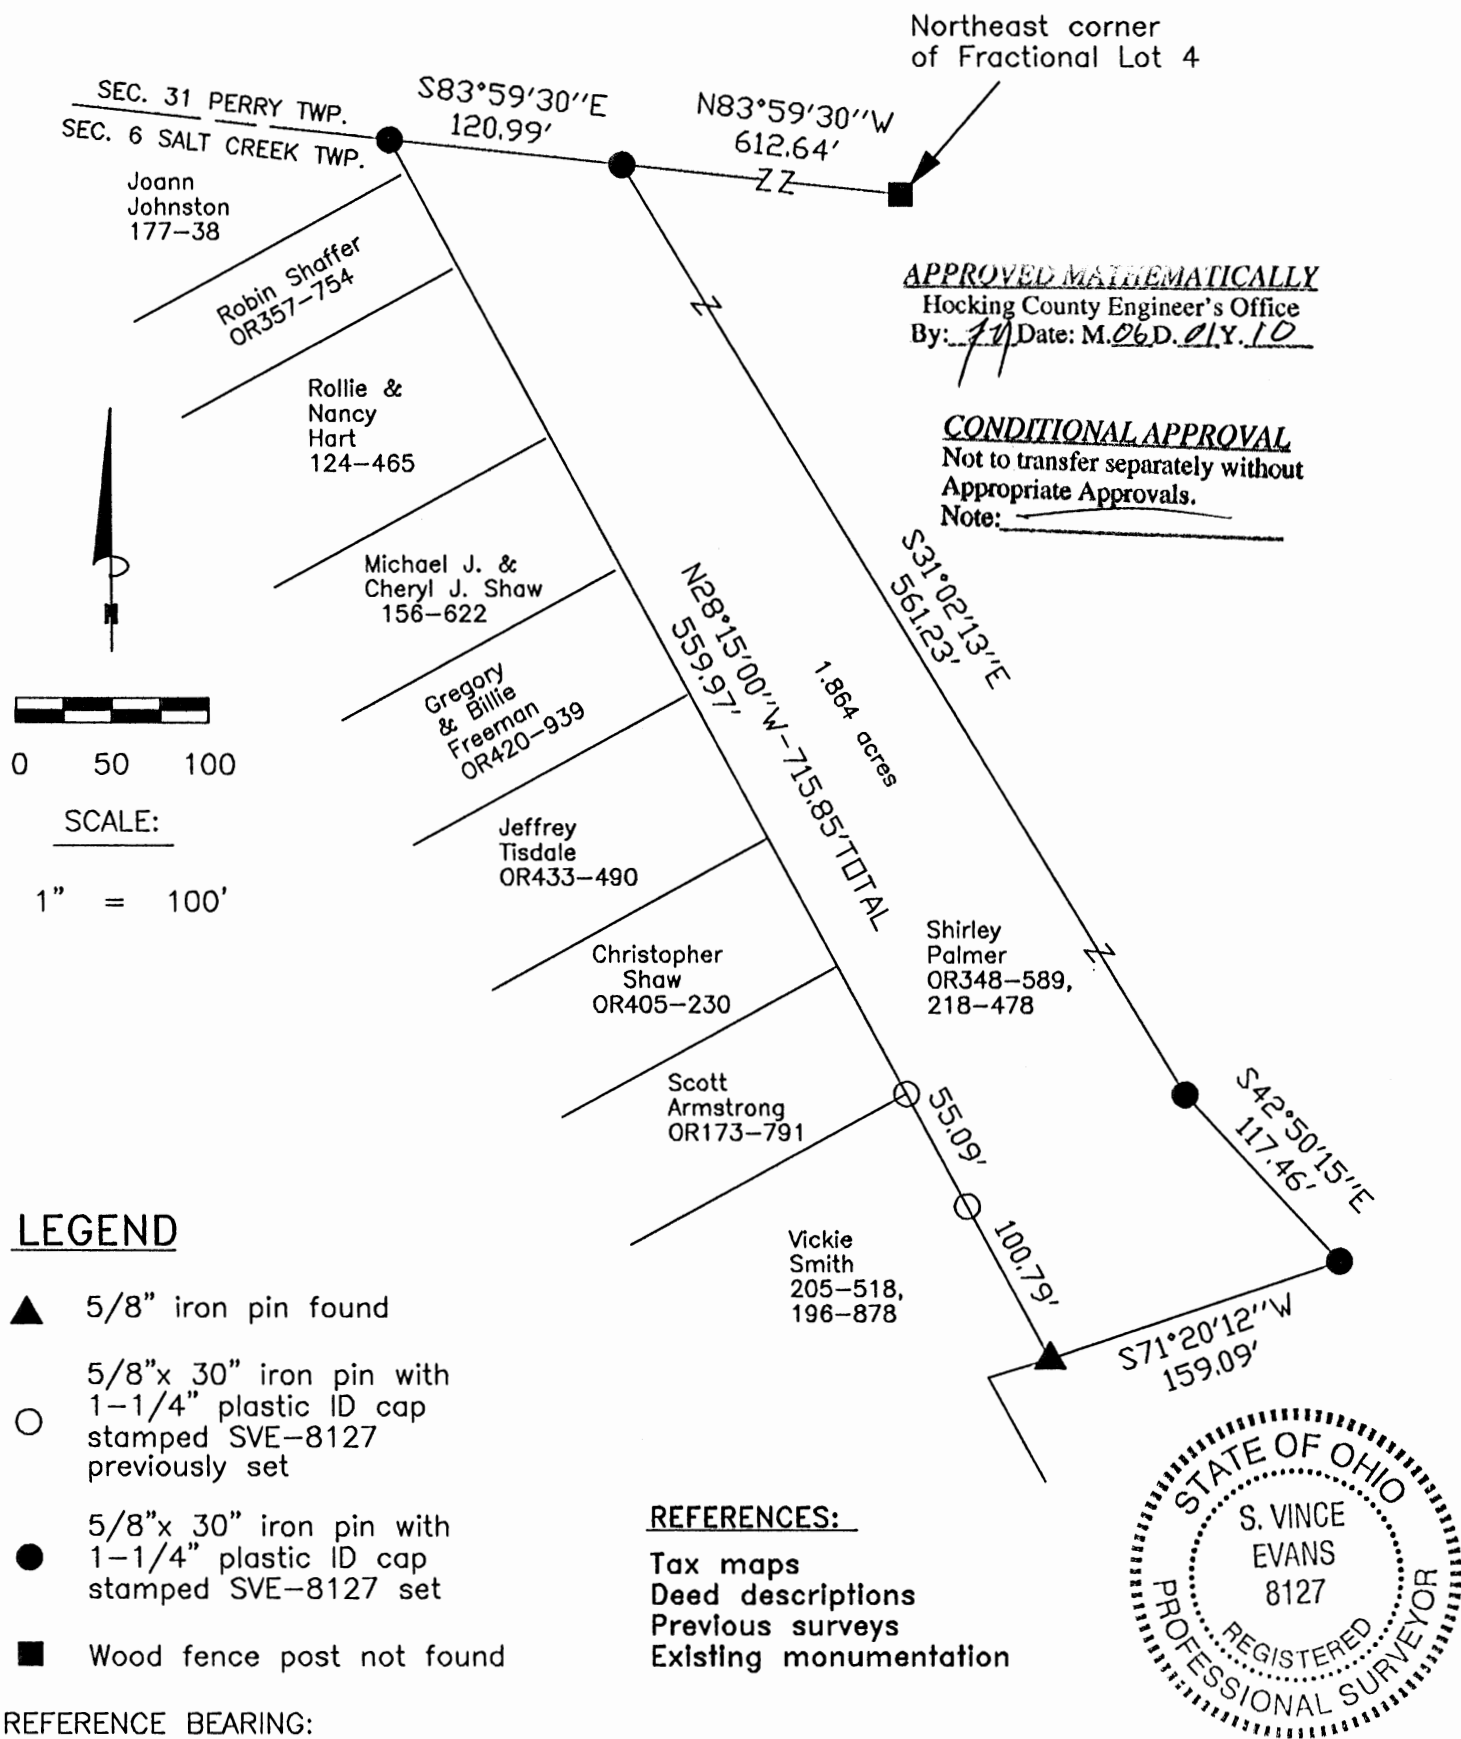 Northeast corner
of Fractional Lot 4
SEC. 31 PERRY TWP.
SEC. 6 SALT CREEK TWP.
S83°59'30"E
120.99'
N83°59'30"W
612.64'
Joann
Johnston
177-38
Robin Shaffer
OR357-754
Rollie &
Nancy
Hart
124-465
Michael J. &
Cheryl J. Shaw
156-622
Gregory
& Billie
Freeman
OR420-939
Jeffrey
Tisdale
OR433-490
Christopher
Shaw
OR405-230
Scott
Armstrong
OR173-791
Vickie
Smith
205-518,
196-878
APPROVED MATHEMATICALLY
Hocking County Engineer's Office
By: Date: M.06D.01Y.10
CONDITIONAL APPROVAL
Not to transfer separately without
Appropriate Approvals.
Note:
N
0 50 100
SCALE:
1" = 100'
N28°15'00"W-715.85'TOTAL
559.97'
1.864 acres
S31°02'13"E
561.23'
Shirley
Palmer
OR348-589,
218-478
55.09'
100.79'
S42°50'15"E
117.46'
S71°20'12"W
159.09'
LEGEND
5/8" iron pin found
5/8"x 30" iron pin with
1-1/4" plastic ID cap
stamped SVE-8127
previously set
5/8"x 30" iron pin with
1-1/4" plastic ID cap
stamped SVE-8127 set
Wood fence post not found
REFERENCE BEARING:
REFERENCES:
Tax maps
Deed descriptions
Previous surveys
Existing monumentation
STATE OF OHIO
S. VINCE
EVANS
8127
REGISTERED
PROFESSIONAL SURVEYOR